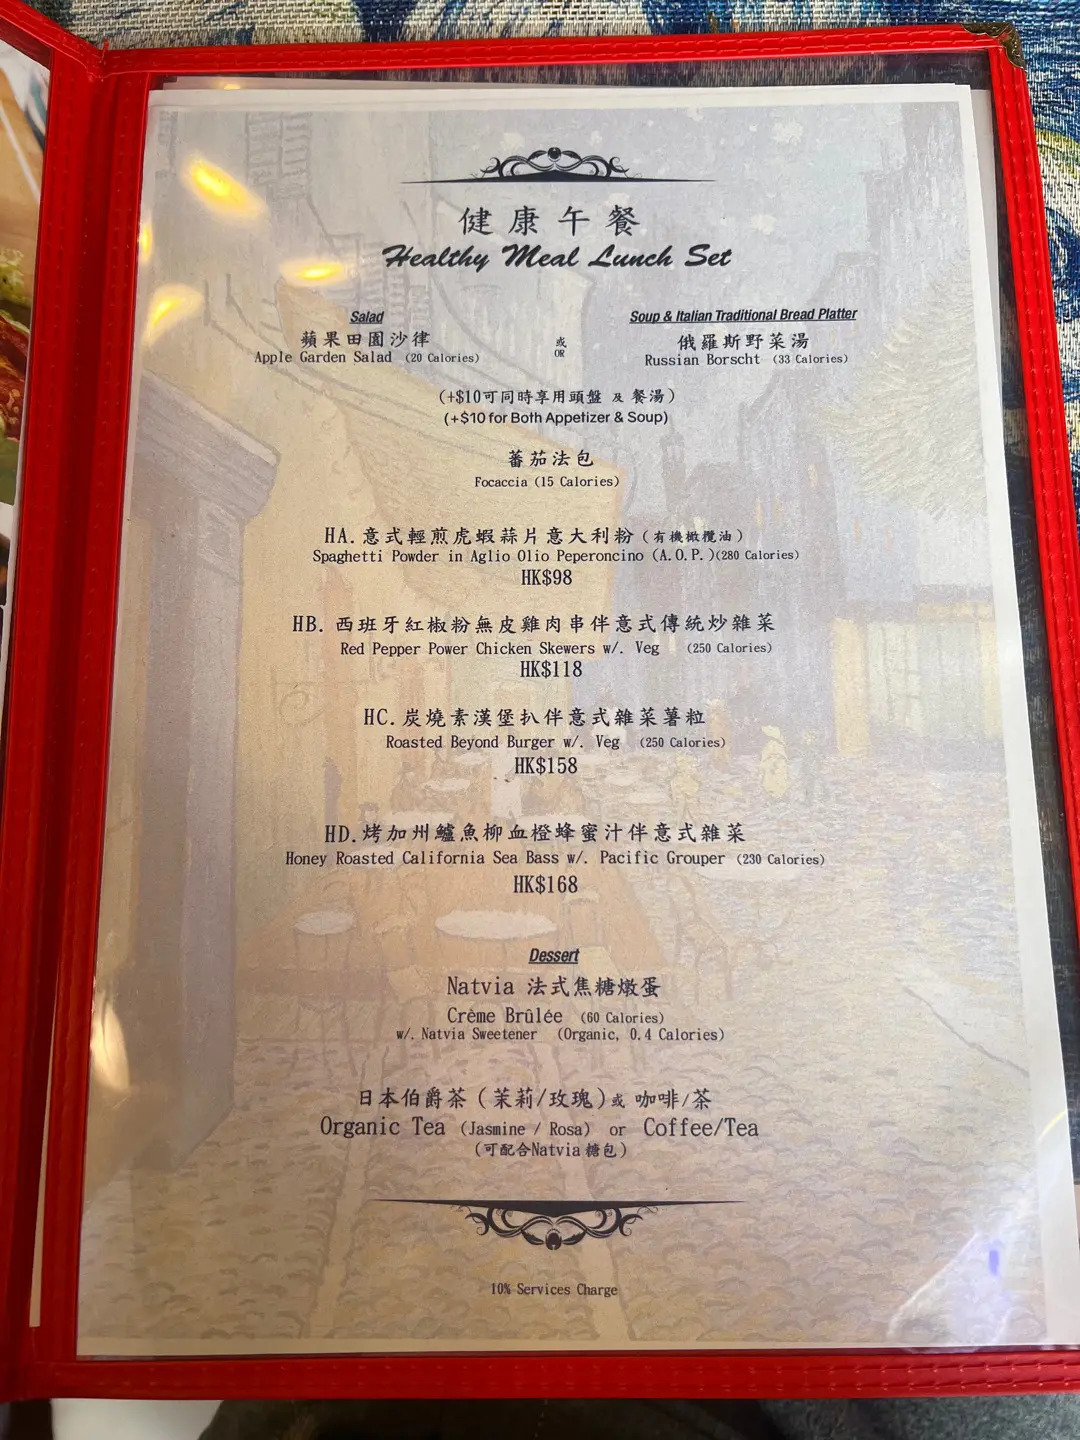 健康午餐
Healthy Meal Lunch Set
Salad
蘋果田園沙律
Apple Garden Salad (20 Calories)
或
OR
Soup & Italian Traditional Bread Platter
俄羅斯野菜湯
Russian Borscht (33 Calories)
(+$10可同時享用頭盤 及 餐湯)
(+$10 for Both Appetizer & Soup)
蕃茄法包
Focaccia (15 Calories)
HA. 意式輕煎虎蝦蒜片意大利粉 (有機橄欖油)
Spaghetti Powder in Aglio Olio Peperoncino (A.O.P.)(280 Calories)
HK$98
HB. 西班牙紅椒粉無皮雞肉串伴意式傳統炒雜菜
Red Pepper Power Chicken Skewers w/. Veg (250 Calories)
HK$118
HC. 炭燒素漢堡扒伴意式雜菜薯粒
Roasted Beyond Burger w/. Veg (250 Calories)
HK$158
HD. 烤加州鱸魚柳血橙蜂蜜汁伴意式雜菜
Honey Roasted California Sea Bass w/. Pacific Grouper (230 Calories)
HK$168
Dessert
Natvia 法式焦糖燉蛋
Crème Brûlée (60 Calories)
w/. Natvia Sweetener (Organic, 0.4 Calories)
日本伯爵茶 (茉莉/玫瑰) 或 咖啡/茶
Organic Tea (Jasmine / Rosa) or Coffee/Tea
(可配合Natvia 糖包)
10% Services Charge